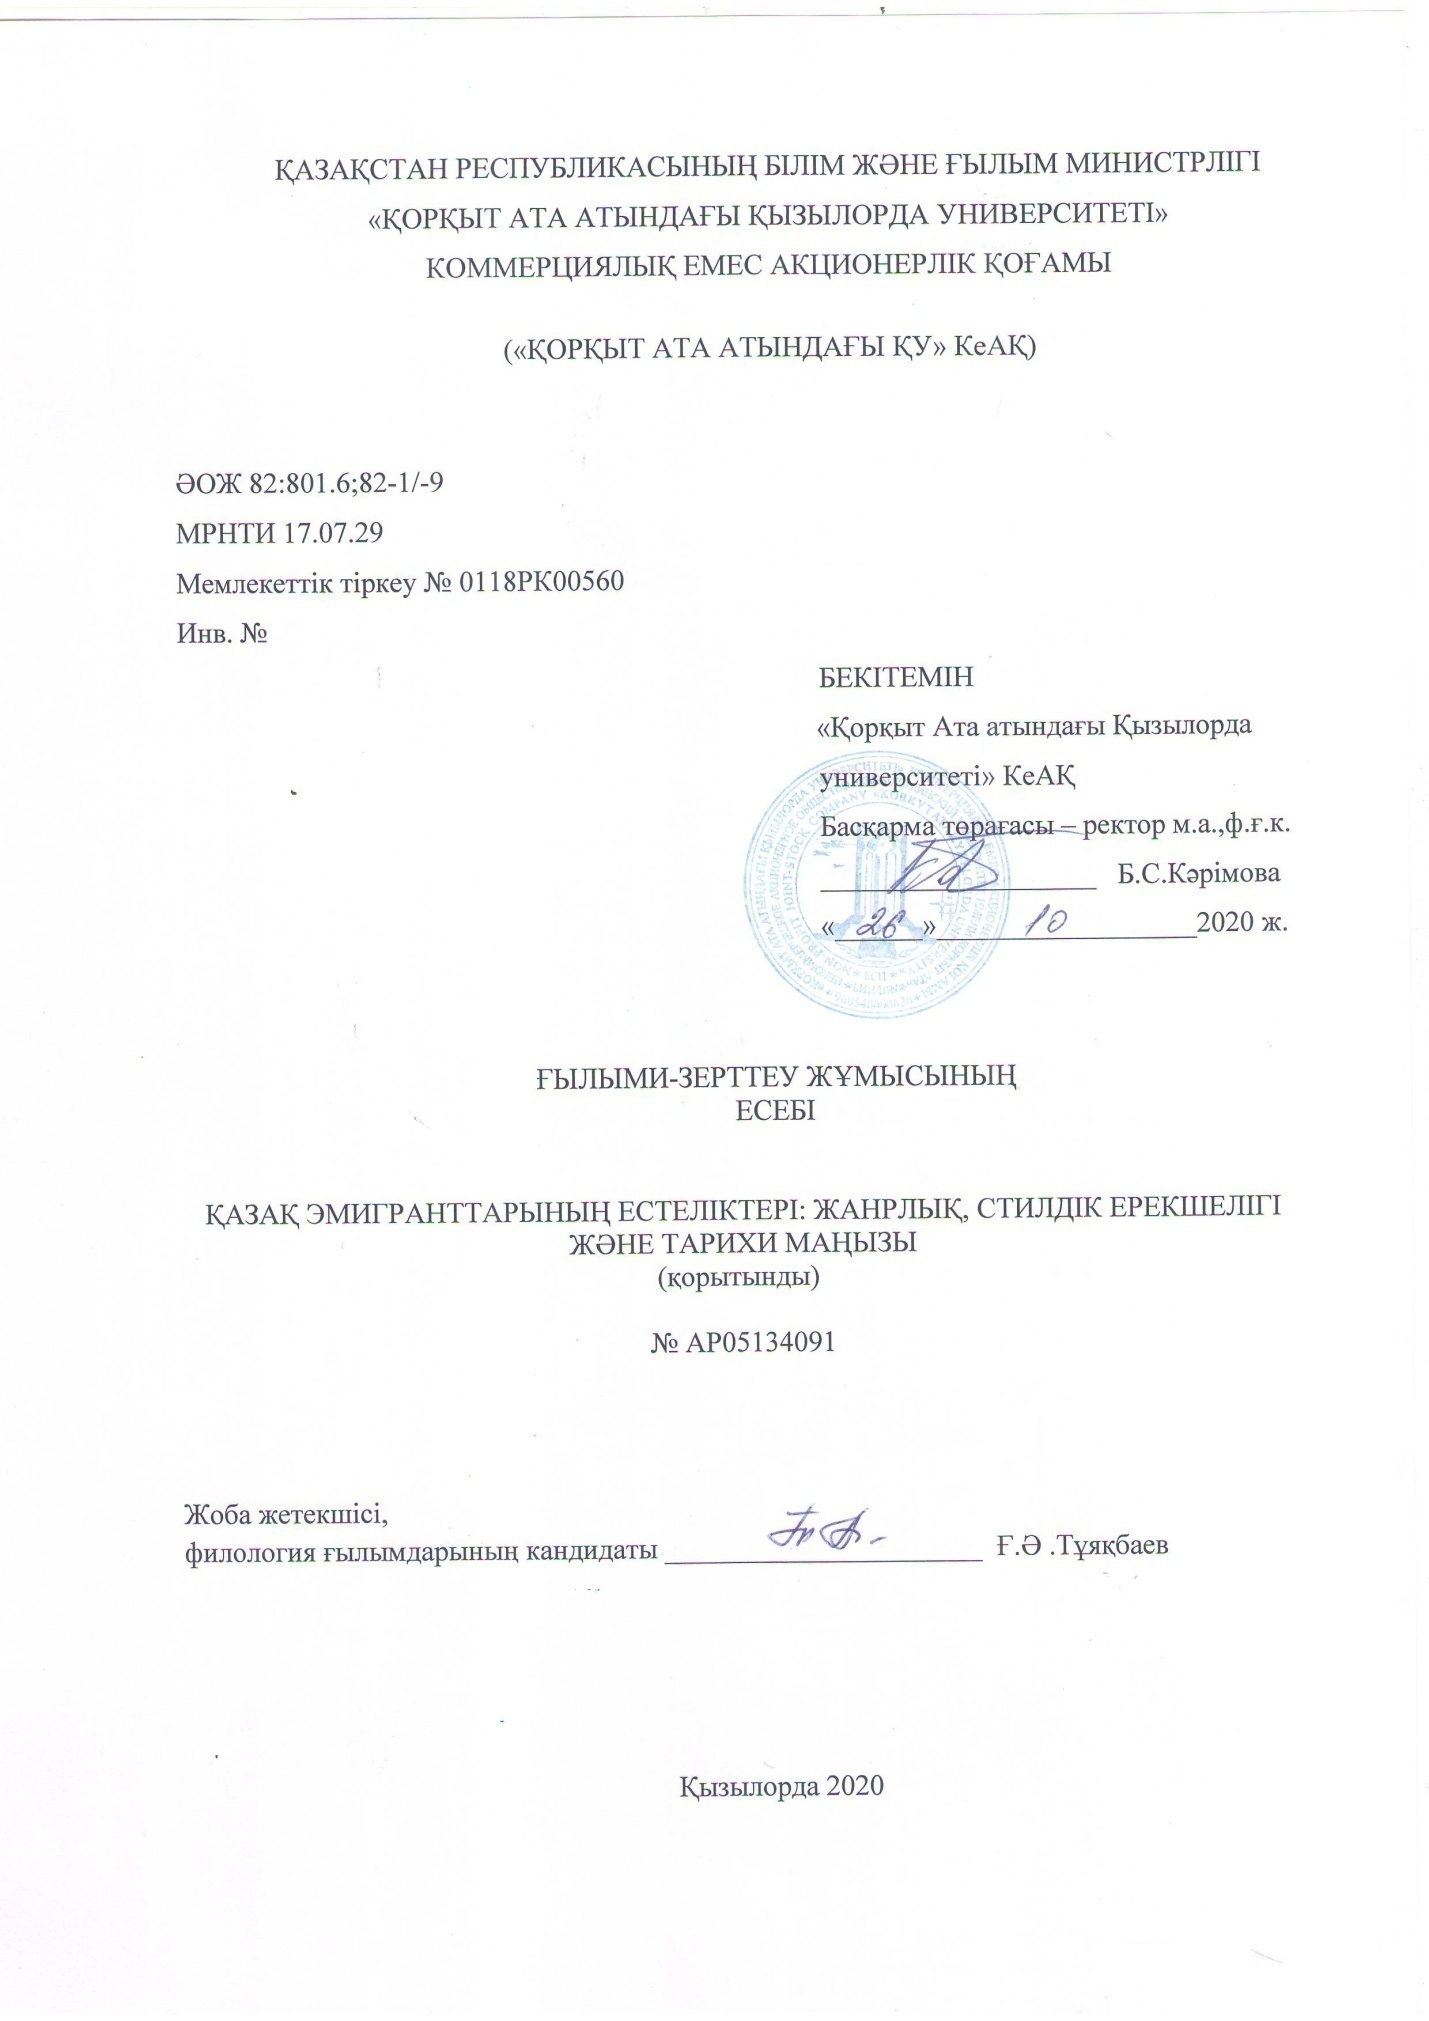 ҚАЗАҚСТАН РЕСПУБЛИКАСЫНЫҢ БІЛІМ ЖӘНЕ ҒЫЛЫМ МИНИСТРЛІГІ
«ҚОРҚЫТ АТА АТЫНДАҒЫ ҚЫЗЫЛОРДА УНИВЕРСИТЕТІ»
КОММЕРЦИЯЛЫҚ ЕМЕС АКЦИОНЕРЛІК ҚОҒАМЫ
(«ҚОРҚЫТ АТА АТЫНДАҒЫ ҚУ» КеАҚ)
ӘОЖ 82:801.6;82-1/-9
МРНТИ 17.07.29
Мемлекеттік тіркеу № 0118РК00560
Инв. №
БЕКІТЕМІН
«Қорқыт Ата атындағы Қызылорда
университеті» КеАҚ
Басқарма төрағасы – ректор м.а.,ф.ғ.к.
Б.С.Кәрімова
«26» 10 2020 ж.
ҒЫЛЫМИ-ЗЕРТТЕУ ЖҰМЫСЫНЫҢ
ЕСЕБІ
ҚАЗАҚ ЭМИГРАНТТАРЫНЫҢ ЕСТЕЛІКТЕРІ: ЖАНРЛЫҚ, СТИЛДІК ЕРЕКШЕЛІГІ
ЖӘНЕ ТАРИХИ МАҢЫЗЫ
(қорытынды)
№ АР05134091
Жоба жетекшісі,
филология ғылымдарының кандидаты Ғ.Ә .Тұяқбаев
Қызылорда 2020